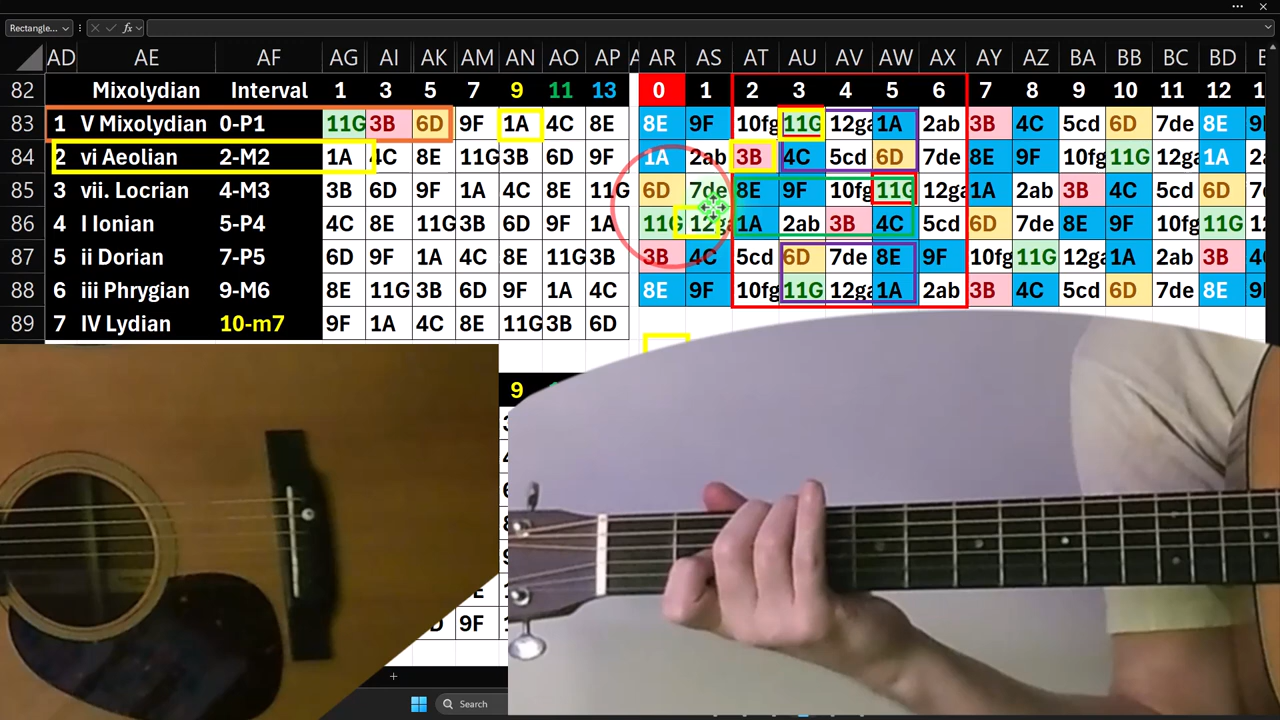 Rectangle...
fx
AD AE AF AG AI AK AM AN AO AP A AR AS AT AU AV AW AX AY AZ BA BB BC BD E
82 Mixolydian Interval 1 3 5 7 9 11 13 0 1 2 3 4 5 6 7 8 9 10 11 12 1
83 1 V Mixolydian 0-P1 11G 3B 6D 9F 1A 4C 8E 8E 9F 10fg 11G 12ga 1A 2ab 3B 4C 5cd 6D 7de 8E 9F
84 2 vi Aeolian 2-M2 1A 4C 8E 11G 3B 6D 9F 1A 2ab 3B 4C 5cd 6D 7de 8E 9F 10fg 11G 12ga 1A 2a
85 3 vii. Locrian 4-M3 3B 6D 9F 1A 4C 8E 11G 6D 7de 8E 9F 10fg 11G 12ga 1A 2ab 3B 4C 5cd 6D 7d
86 4 I Ionian 5-P4 4C 8E 11G 3B 6D 9F 1A 11G 12ga 1A 2ab 3B 4C 5cd 6D 7de 8E 9F 10fg 11G 12
87 5 ii Dorian 7-P5 6D 9F 1A 4C 8E 11G 3B 3B 4C 5cd 6D 7de 8E 9F 10fg 11G 12ga 1A 2ab 3B 4C
88 6 iii Phrygian 9-M6 8E 11G 3B 6D 9F 1A 4C 8E 9F 10fg 11G 12ga 1A 2ab 3B 4C 5cd 6D 7de 8E 9F
89 7 IV Lydian 10-m7 9F 1A 4C 8E 11G 3B 6D
9
9F
Search